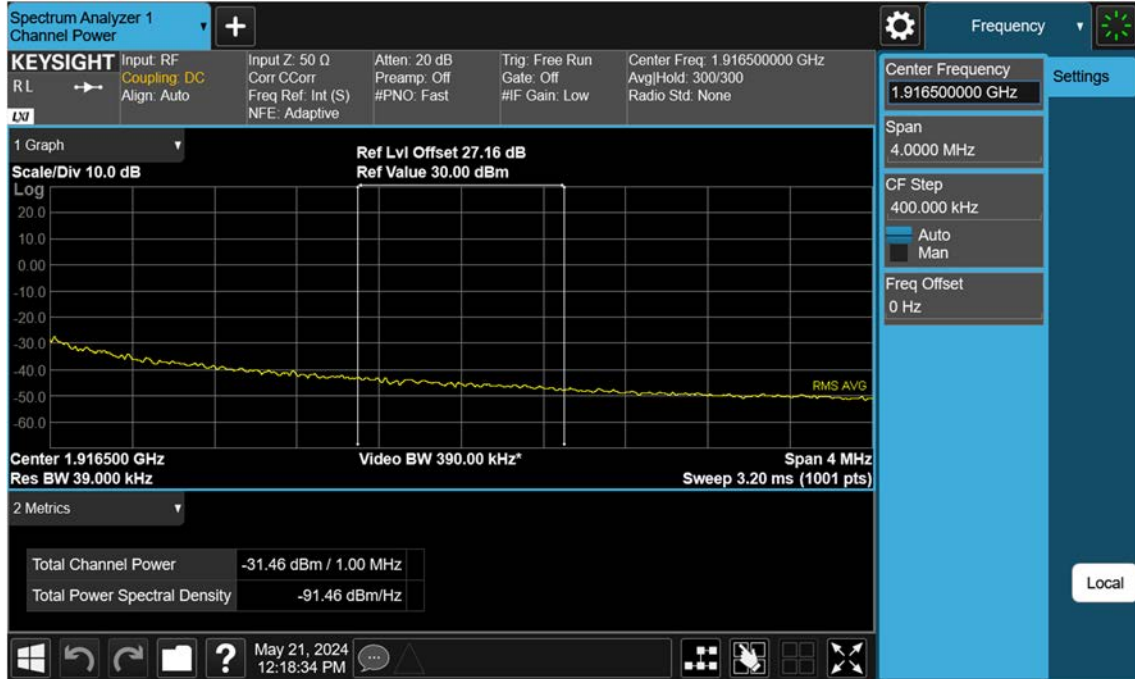 Spectrum Analyzer 1
Channel Power
+
Frequency
KEYSIGHT
R L
LXI
Input: RF
Coupling: DC
Align: Auto
Input Z: 50 Ω
Corr CCorr
Freq Ref: Int (S)
NFE: Adaptive
Atten: 20 dB
Preamp: Off
#PNO: Fast
Trig: Free Run
Gate: Off
#IF Gain: Low
Center Freq: 1.916500000 GHz
Avg|Hold: 300/300
Radio Std: None
Center Frequency
1.916500000 GHz
Settings
Span
4.0000 MHz
CF Step
400.000 kHz
Auto
Man
Freq Offset
0 Hz
Local
1 Graph
Scale/Div 10.0 dB
Ref Lvl Offset 27.16 dB
Ref Value 30.00 dBm
Log
20.0
10.0
0.00
-10.0
-20.0
-30.0
-40.0
-50.0
-60.0
RMS AVG
Center 1.916500 GHz
Res BW 39.000 kHz
Video BW 390.00 kHz*
Span 4 MHz
Sweep 3.20 ms (1001 pts)
2 Metrics
Total Channel Power -31.46 dBm / 1.00 MHz
Total Power Spectral Density -91.46 dBm/Hz
?
May 21, 2024
12:18:34 PM